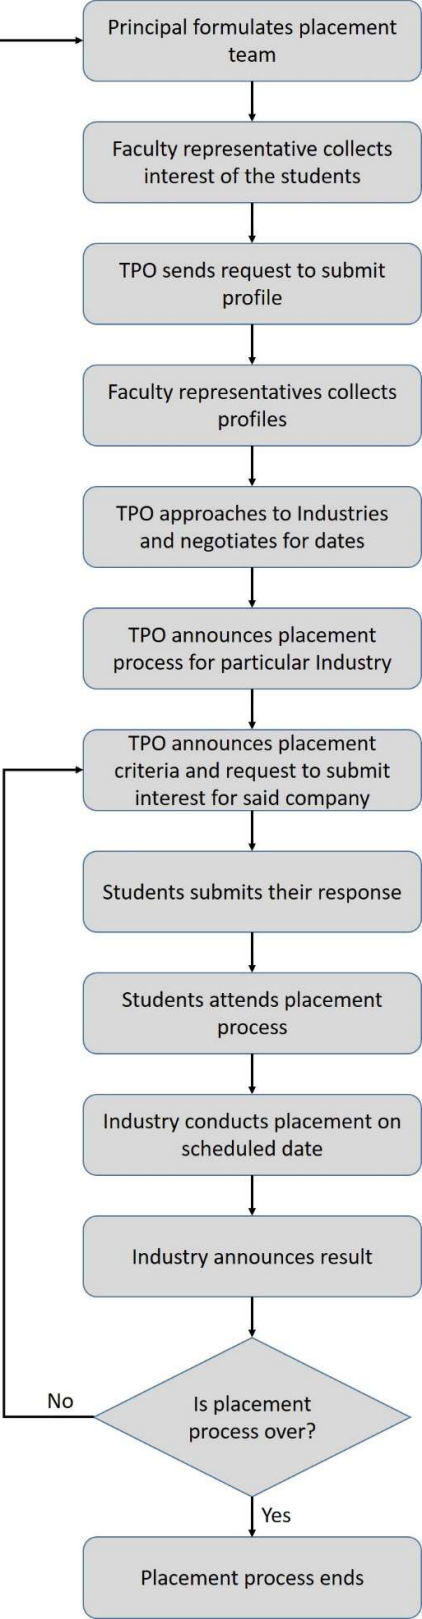 Principal formulates placement
team
Faculty representative collects
interest of the students
TPO sends request to submit
profile
Faculty representatives collects
profiles
TPO approaches to Industries
and negotiates for dates
TPO announces placement
process for particular Industry
TPO announces placement
criteria and request to submit
interest for said company
Students submits their response
Students attends placement
process
Industry conducts placement on
scheduled date
Industry announces result
Is placement
process over?
No
Yes
Placement process ends